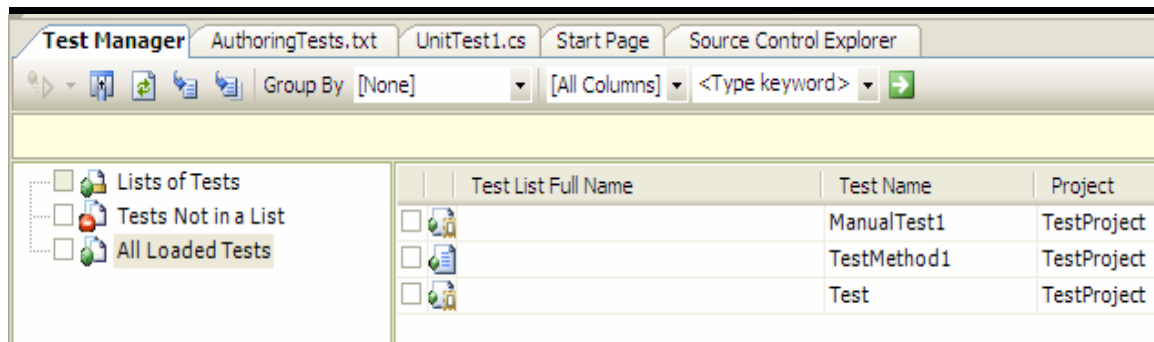 Test Manager AuthoringTests.txt UnitTest1.cs Start Page Source Control Explorer
Group By [None] [All Columns] <Type keyword>
Lists of Tests
Tests Not in a List
All Loaded Tests
Test List Full Name Test Name Project
ManualTest1 TestProject
TestMethod1 TestProject
Test TestProject